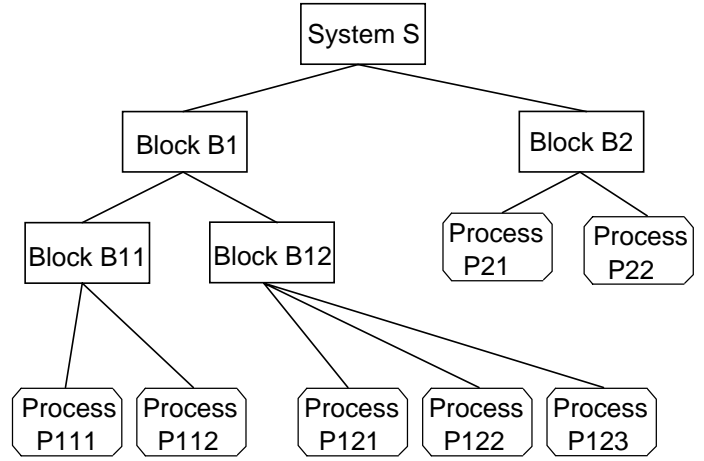 System S
Block B1
Block B2
Block B11
Block B12
Process
P21
Process
P22
Process
P111
Process
P112
Process
P121
Process
P122
Process
P123